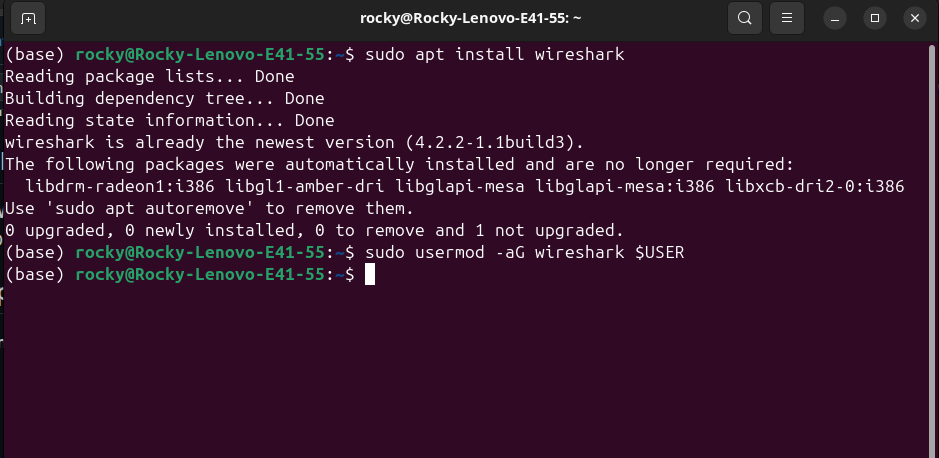 rocky@Rocky-Lenovo-E41-55: ~
(base) rocky@Rocky-Lenovo-E41-55:~$ sudo apt install wireshark
Reading package lists... Done
Building dependency tree... Done
Reading state information... Done
wireshark is already the newest version (4.2.2-1.1build3).
The following packages were automatically installed and are no longer required:
  libdrm-radeon1:i386 libgl1-amber-dri libglapi-mesa libglapi-mesa:i386 libxcb-dri2-0:i386
Use 'sudo apt autoremove' to remove them.
0 upgraded, 0 newly installed, 0 to remove and 1 not upgraded.
(base) rocky@Rocky-Lenovo-E41-55:~$ sudo usermod -aG wireshark $USER
(base) rocky@Rocky-Lenovo-E41-55:~$